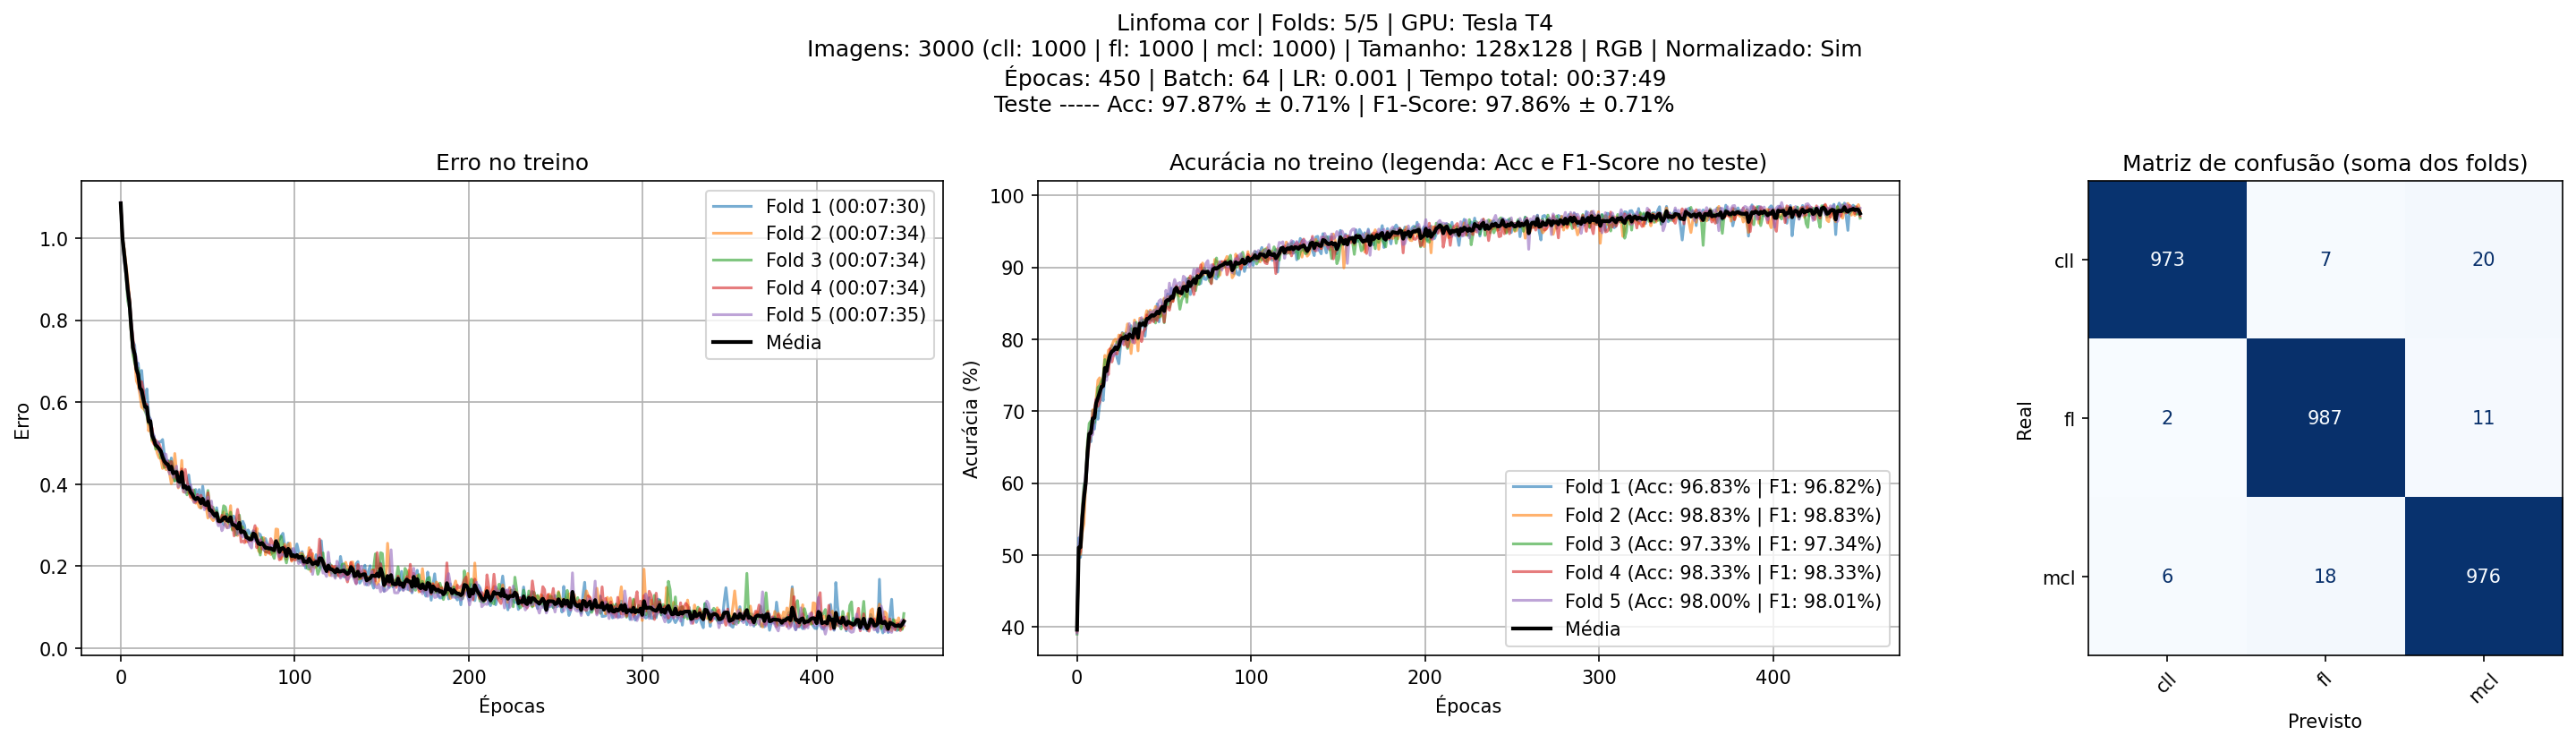 Linfoma cor | Folds: 5/5 | GPU: Tesla T4
Imagens: 3000 (cll: 1000 | fl: 1000 | mcl: 1000) | Tamanho: 128x128 | RGB | Normalizado: Sim
Épocas: 450 | Batch: 64 | LR: 0.001 | Tempo total: 00:37:49
Teste ----- Acc: 97.87% ± 0.71% | F1-Score: 97.86% ± 0.71%
Erro no treino
Erro
1.0
0.8
0.6
0.4
0.2
0.0
Fold 1 (00:07:30)
Fold 2 (00:07:34)
Fold 3 (00:07:34)
Fold 4 (00:07:34)
Fold 5 (00:07:35)
Média
0 100 200 300 400
Épocas
Acurácia no treino (legenda: Acc e F1-Score no teste)
Acurácia (%)
100
90
80
70
60
50
40
Fold 1 (Acc: 96.83% | F1: 96.82%)
Fold 2 (Acc: 98.83% | F1: 98.83%)
Fold 3 (Acc: 97.33% | F1: 97.34%)
Fold 4 (Acc: 98.33% | F1: 98.33%)
Fold 5 (Acc: 98.00% | F1: 98.01%)
Média
0 100 200 300 400
Épocas
Matriz de confusão (soma dos folds)
Real
cll 973 7 20
fl 2 987 11
mcl 6 18 976
cll fl mcl
Previsto